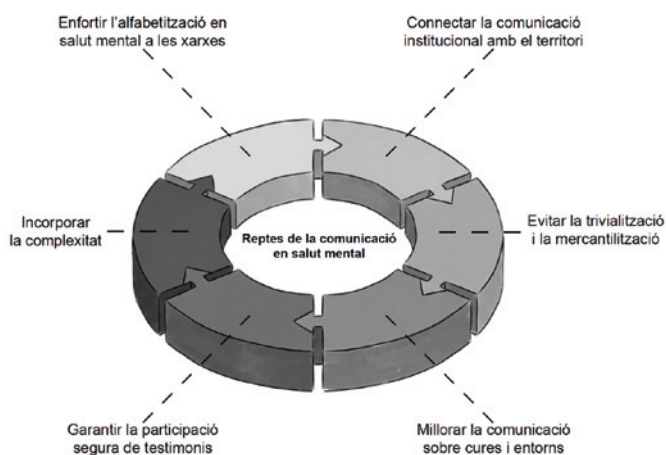 Enfortir l'alfabetització en
salut mental a les xarxes
Connectar la comunicació
institucional amb el territori
Incorporar
la complexitat
Reptes de la comunicació
en salut mental
Evitar la trivialització
i la mercantilització
Garantir la participació
segura de testimonis
Millorar la comunicació
sobre cures i entorns